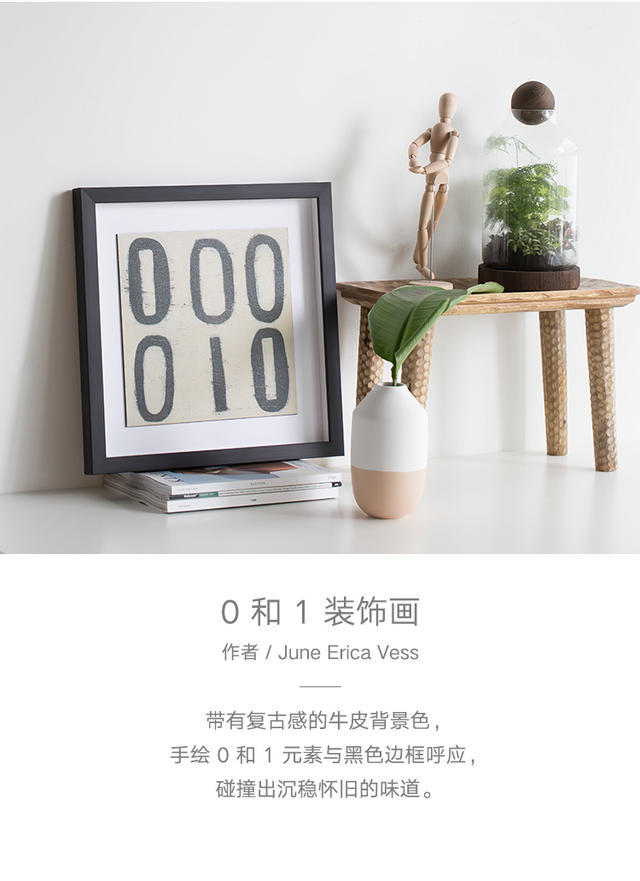 000
010
0 和 1 装饰画
作者 / June Erica Vess
带有复古感的牛皮背景色，
手绘 0 和 1 元素与黑色边框呼应，
碰撞出沉稳怀旧的味道。